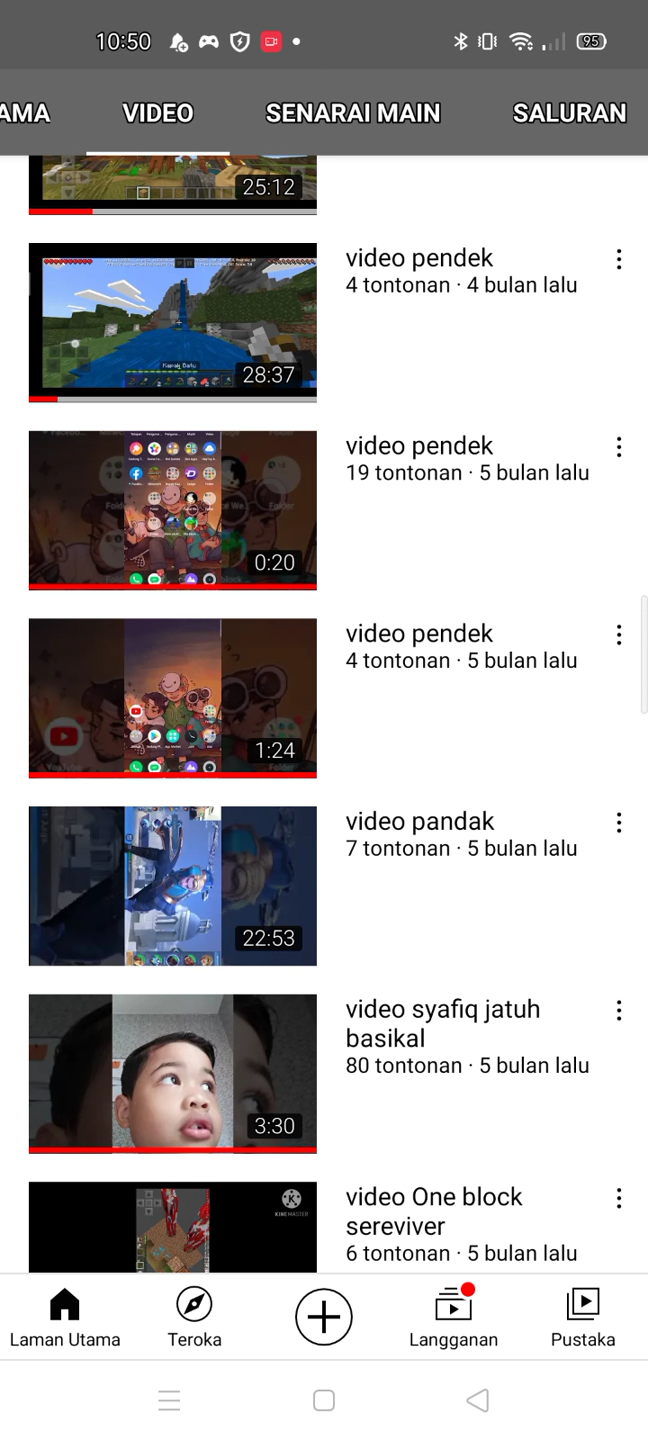 10:50
95
AMA VIDEO SENARAI MAIN SALURAN
25:12
video pendek
4 tontonan · 4 bulan lalu
28:37
video pendek
19 tontonan · 5 bulan lalu
0:20
video pendek
4 tontonan · 5 bulan lalu
1:24
video pandak
7 tontonan · 5 bulan lalu
22:53
video syafiq jatuh
basikal
80 tontonan · 5 bulan lalu
3:30
video One block
sereviver
6 tontonan · 5 bulan lalu
KINEMASTER
Laman Utama Teroka Langganan Pustaka